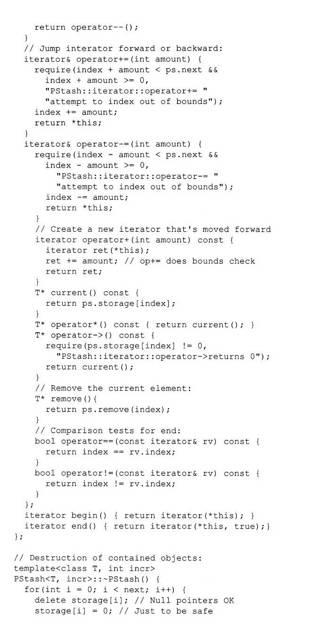 return operator--();
  }
  // Jump interator forward or backward:
  iterator& operator+=(int amount) {
    require(index + amount < ps.next &&
      index + amount >= 0,
      "PStash::iterator::operator+= "
      "attempt to index out of bounds");
    index += amount;
    return *this;
  }
  iterator& operator-=(int amount) {
    require(index - amount < ps.next &&
      index - amount >= 0,
        "PStash::iterator::operator-= "
        "attempt to index out of bounds");
      index -= amount;
      return *this;
    }
    // Create a new iterator that's moved forward
    iterator operator+(int amount) const {
      iterator ret(*this);
      ret += amount; // op+= does bounds check
      return ret;
    }
    T* current() const {
      return ps.storage[index];
    }
    T* operator*() const { return current(); }
    T* operator->() const {
      require(ps.storage[index] != 0,
        "PStash::iterator::operator->returns 0");
      return current();
    }
    // Remove the current element:
    T* remove(){
      return ps.remove(index);
    }
    // Comparison tests for end:
    bool operator==(const iterator& rv) const {
      return index == rv.index;
    }
    bool operator!=(const iterator& rv) const {
      return index != rv.index;
    }
  };
  iterator begin() { return iterator(*this); }
  iterator end() { return iterator(*this, true);}
};
// Destruction of contained objects:
template<class T, int incr>
PStash<T, incr>::~PStash() {
  for(int i = 0; i < next; i++) {
    delete storage[i]; // Null pointers OK
    storage[i] = 0; // Just to be safe